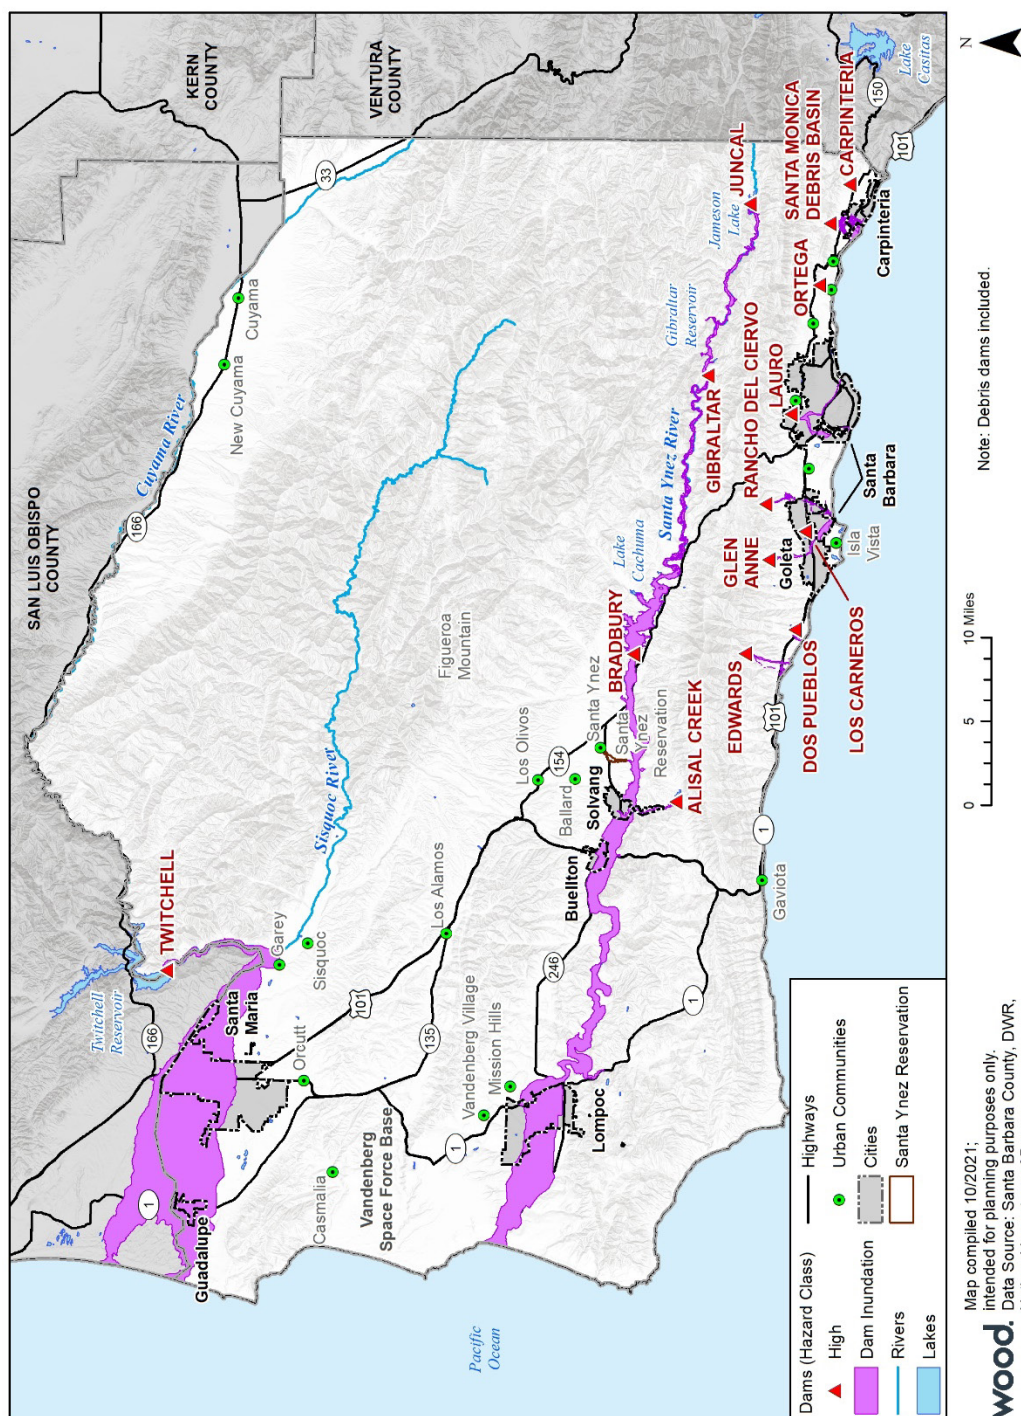 SAN LUIS OBISPO
COUNTY
KERN
COUNTY
VENTURA
COUNTY
Twitchell
Reservoir
TWITCHELL
166
166
33
Cuyama River
New Cuyama
Cuyama
1
Guadalupe
Santa
Maria
Garey
Sisquoc
Orcutt
Sisquoc River
101
Casmalia
Vandenberg
Space Force Base
135
Los Alamos
Figueroa
Mountain
Vandenberg Village
Mission Hills
1
246
Lompoc
1
Buellton
Los Olivos
154
Ballard
Solvang
Santa Ynez
Santa
Ynez
Reservation
BRADBURY
Lake
Cachuma
Santa Ynez River
ALISAL CREEK
GIBRALTAR
Gibraltar
Reservoir
Jameson
Lake
JUNCAL
Pacific
Ocean
Gaviota
1
101
EDWARDS
DOS PUEBLOS
LOS CARNEROS
GLEN
ANNE
Goleta
Isla
Vista
RANCHO DEL CIERVO
LAURO
Santa
Barbara
ORTEGA
SANTA MONICA
DEBRIS BASIN
CARPINTERIA
Carpinteria
150
101
Lake
Casitas
Dams (Hazard Class)
High
Dam Inundation
Rivers
Lakes
Highways
Urban Communities
Cities
Santa Ynez Reservation
0 5 10 Miles
Note: Debris dams included.
N
wood.
Map compiled 10/2021;
intended for planning purposes only.
Data Source: Santa Barbara County, DWR,